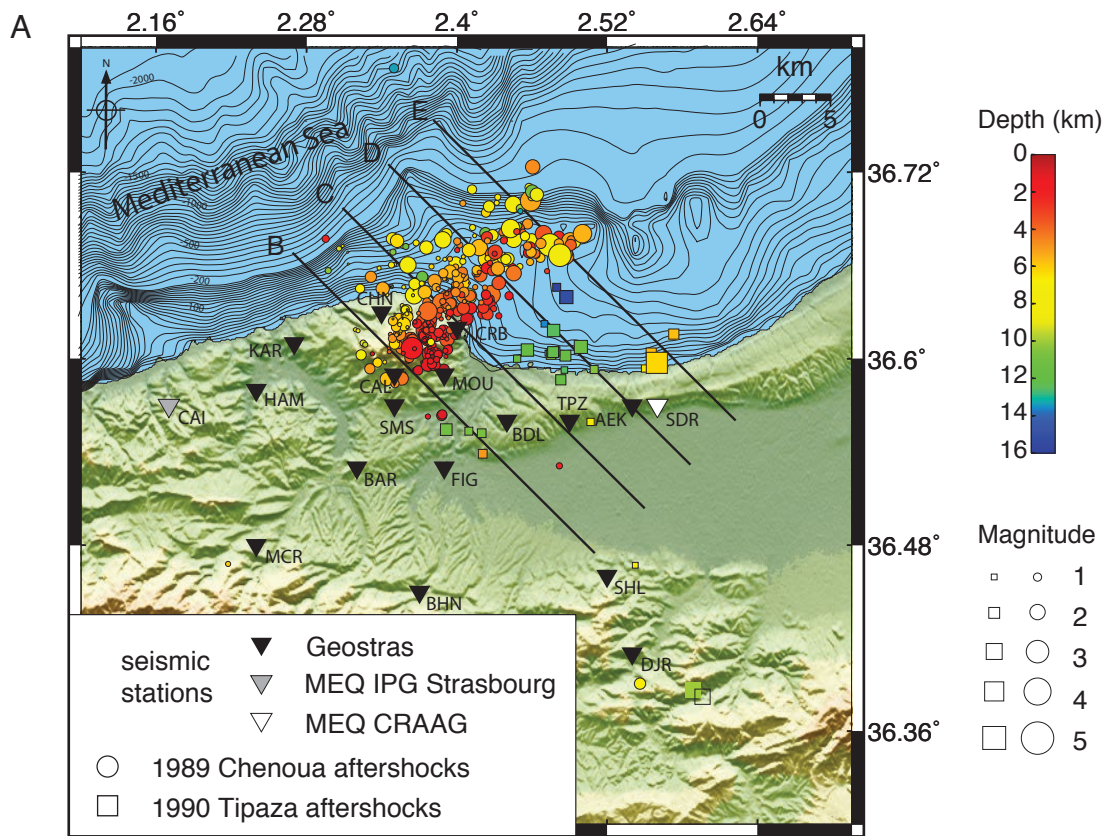 A
2.16˚ 2.28˚ 2.4˚ 2.52˚ 2.64˚
N
km
0 5
-2000
-1500
-1000
-500
-200
-100
Mediterranean Sea
E
D
C
B
36.72˚
36.6˚
36.48˚
36.36˚
CHN
CRB
KAR
CAL
MOU
HAM
CAI
SMS
TPZ
AEK
SDR
BDL
BAR
FIG
MCR
BHN
SHL
DJR
Depth (km)
0
2
4
6
8
10
12
14
16
Magnitude
1
2
3
4
5
seismic
stations
Geostras
MEQ IPG Strasbourg
MEQ CRAAG
1989 Chenoua aftershocks
1990 Tipaza aftershocks